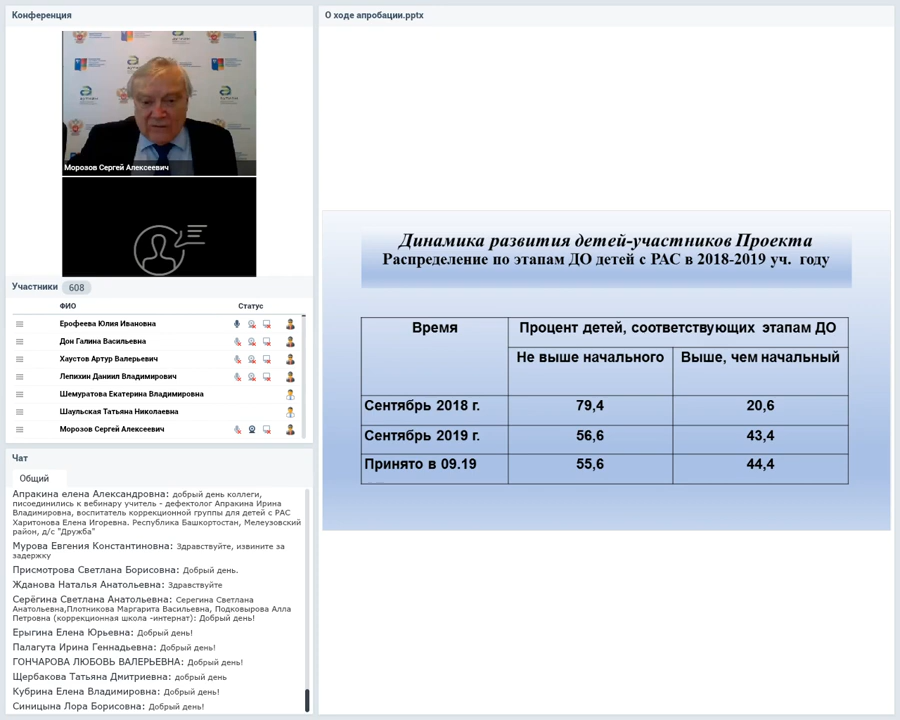 Конференция
Морозов Сергей Алексеевич
Участники 608
ФИО Статус
Ерофеева Юлия Ивановна
Дон Галина Васильевна
Хаустов Артур Валерьевич
Лепихин Даниил Владимирович
Шемуратова Екатерина Владимировна
Шаульская Татьяна Николаевна
Морозов Сергей Алексеевич
Чат
Общий
Апракина елена Александровна: добрый день коллеги,
писоединились к вебинару учитель - дефектолог Апракина Ирина
Владимировна, воспитатель коррекционной группы для детей с РАС
Харитонова Елена Игоревна. Республика Башкортостан, Мелеузовский
район, д/с "Дружба"
Мурова Евгения Константиновна: Здравствуйте, извините за
задержку
Присмотрова Светлана Борисовна: Добрый день.
Жданова Наталья Анатольевна: Здравствуйте
Серёгина Светлана Анатольевна: Серегина Светлана
Анатольевна,Плотникова Маргарита Васильевна, Подковырова Алла
Петровна (коррекционная школа -интернат): Добрый день!
Ерыгина Елена Юрьевна: Добрый день!
Палагута Ирина Геннадьевна: Добрый день!
ГОНЧАРОВА ЛЮБОВЬ ВАЛЕРЬЕВНА: Добрый день!
Щербакова Татьяна Дмитриевна: добрый день
Кубрина Елена Владимировна: Добрый день!
Синицына Лора Борисовна: Добрый день!
О ходе апробации.pptx
Динамика развития детей-участников Проекта
Распределение по этапам ДО детей с РАС в 2018-2019 уч. году
Время Процент детей, соответствующих этапам ДО
Не выше начального Выше, чем начальный
Сентябрь 2018 г. 79,4 20,6
Сентябрь 2019 г. 56,6 43,4
Принято в 09.19 55,6 44,4